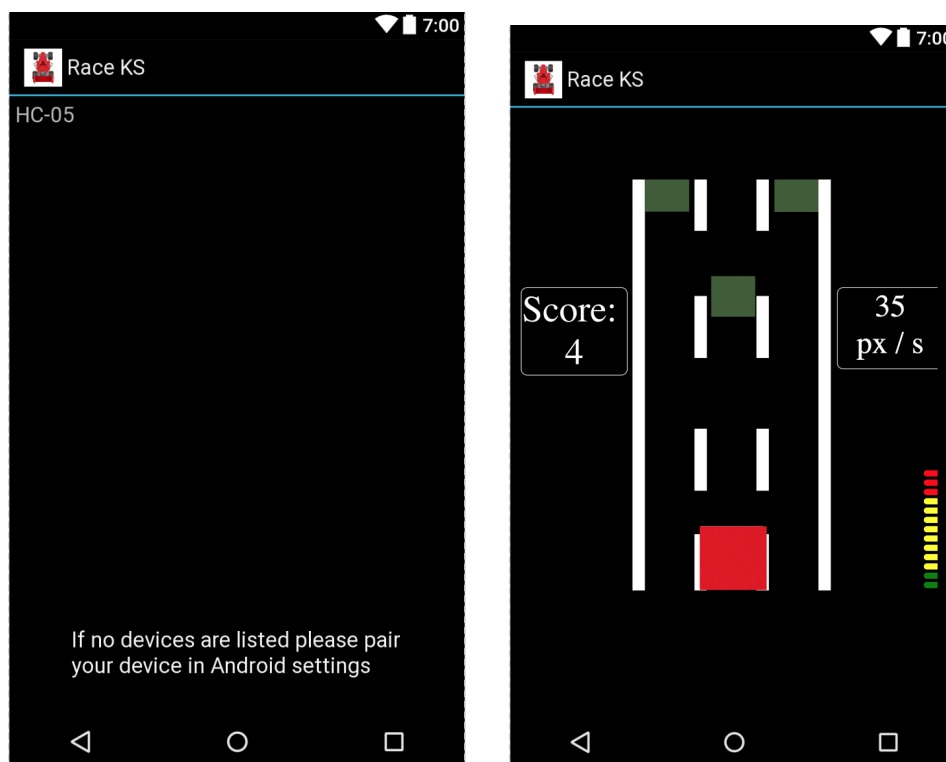 7:00
Race KS
HC-05
If no devices are listed please pair
your device in Android settings
7:00
Race KS
Score:
4
35
px / s